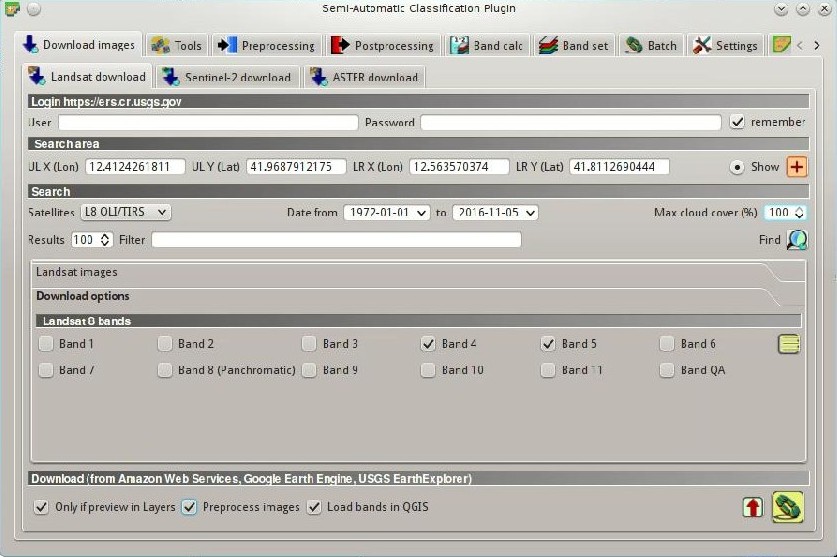 Semi-Automatic Classification Plugin
Download images Tools Preprocessing Postprocessing Band calc Band set Batch Settings
Landsat download Sentinel-2 download ASTER download
Login https://ers.cr.usgs.gov
User Password remember
Search area
UL X (Lon) 12.4124261811 UL Y (Lat) 41.9687912175 LR X (Lon) 12.563570374 LR Y (Lat) 41.8112690444 Show
Search
Satellites L8 OLI/TIRS Date from 1972-01-01 to 2016-11-05 Max cloud cover (%) 100
Results 100 Filter Find
Landsat images
Download options
Landsat 8 bands
Band 1 Band 2 Band 3 Band 4 Band 5 Band 6
Band 7 Band 8 (Panchromatic) Band 9 Band 10 Band 11 Band QA
Download (from Amazon Web Services, Google Earth Engine, USGS EarthExplorer)
Only if preview in Layers Preprocess images Load bands in QGIS